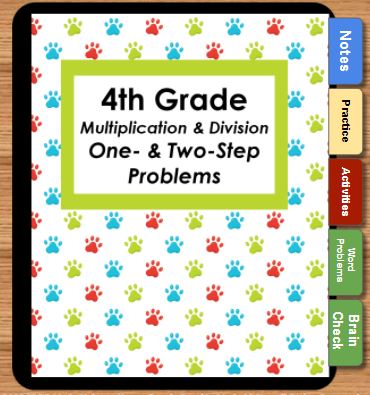 4th Grade
Multiplication & Division
One- & Two-Step
Problems
Notes
Practice
Activities
Word
Problems
Brain
Check